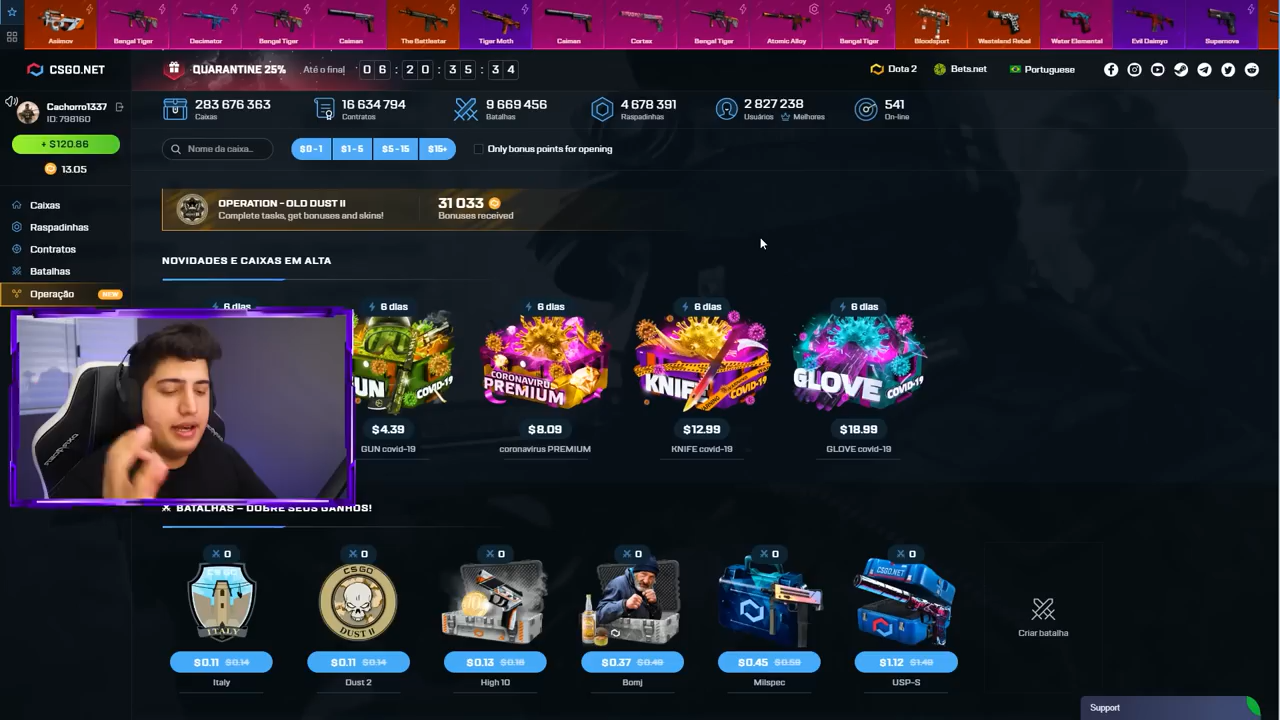 Asiimov
Bengal Tiger
Decimator
Bengal Tiger
Caiman
The Battlestar
Tiger Moth
Caiman
Cortex
Bengal Tiger
Atomic Alloy
Bengal Tiger
Bloodsport
Wasteland Rebel
Water Elemental
Evil Daimyo
Supernova
CSGO.NET
QUARANTINE 25%
Até o final
0 6 : 2 0 : 3 5 : 3 4
Dota 2
Bets.net
Portuguese
Cachorro1337
ID: 798160
+ $120.86
13.05
283 676 363
Caixas
16 634 794
Contratos
9 669 456
Batalhas
4 678 391
Raspadinhas
2 827 238
Usuários
Melhores
541
On-line
Nome da caixa...
$0 - 1
$1 - 5
$5 - 15
$15+
Only bonus points for opening
Caixas
Raspadinhas
Contratos
Batalhas
Operação
NEW
OPERATION - OLD DUST II
Complete tasks, get bonuses and skins!
31 033
Bonuses received
NOVIDADES E CAIXAS EM ALTA
6 dias
6 dias
6 dias
6 dias
6 dias
GUN
COVID-19
CORONAVIRUS
PREMIUM
KNIFE
COVID-19
GLOVE
COVID-19
$4.39
$8.09
$12.99
$18.99
GUN covid-19
coronavirus PREMIUM
KNIFE covid-19
GLOVE covid-19
BATALHAS – DOBRE SEUS GANHOS!
0
0
0
0
0
0
ITALY
CSGO
DUST II
CSGO.NET
$0.11 $0.14
$0.11 $0.14
$0.13 $0.18
$0.37 $0.49
$0.45 $0.59
$1.12 $1.49
Italy
Dust 2
High 10
Bomj
Milspec
USP-S
Criar batalha
Support